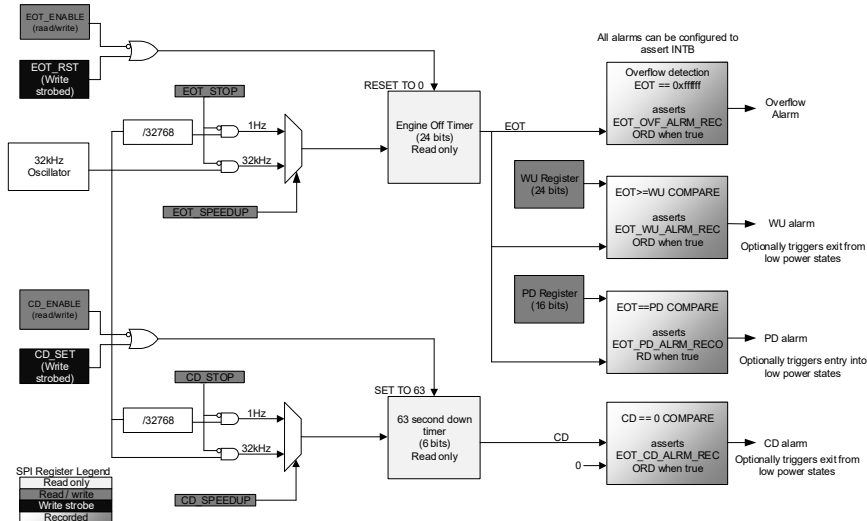 EOT_ENABLE
(raad/write)
EOT_RST
(Write
strobed)
All alarms can be configured to
assert INTB
Overflow detection
EOT == 0xffffff
asserts
EOT_OVF_ALRM_REC
ORD when true
Overflow
Alarm
EOT_STOP
RESET TO 0
/32768
1Hz
32kHz
32kHz
Oscillator
EOT_SPEEDUP
Engine Off Timer
(24 bits)
Read only
EOT
WU Register
(24 bits)
EOT>=WU COMPARE
asserts
EOT_WU_ALRM_REC
ORD when true
WU alarm
Optionally triggers exit from
low power states
PD Register
(16 bits)
EOT==PD COMPARE
asserts
EOT_PD_ALRM_RECO
RD when true
PD alarm
Optionally triggers entry into
low power states
CD_ENABLE
(read/write)
CD_SET
(Write
strobed)
CD_STOP
SET TO 63
/32768
1Hz
32kHz
CD_SPEEDUP
63 second down
timer
(6 bits)
Read only
CD
0
CD == 0 COMPARE
asserts
EOT_CD_ALRM_REC
ORD when true
CD alarm
Optionally triggers exit from
low power states
SPI Register Legend
Read only
Read / write
Write strobe
Recorded